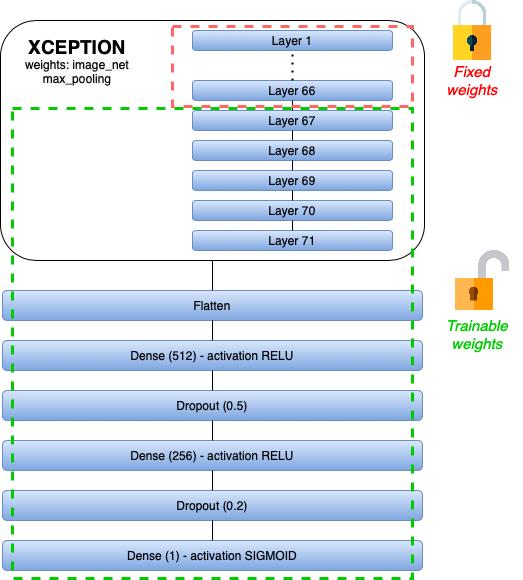 XCEPTION
weights: image_net
max_pooling
Layer 1
Layer 66
Layer 67
Layer 68
Layer 69
Layer 70
Layer 71
Fixed
weights
Trainable
weights
Flatten
Dense (512) - activation RELU
Dropout (0.5)
Dense (256) - activation RELU
Dropout (0.2)
Dense (1) - activation SIGMOID